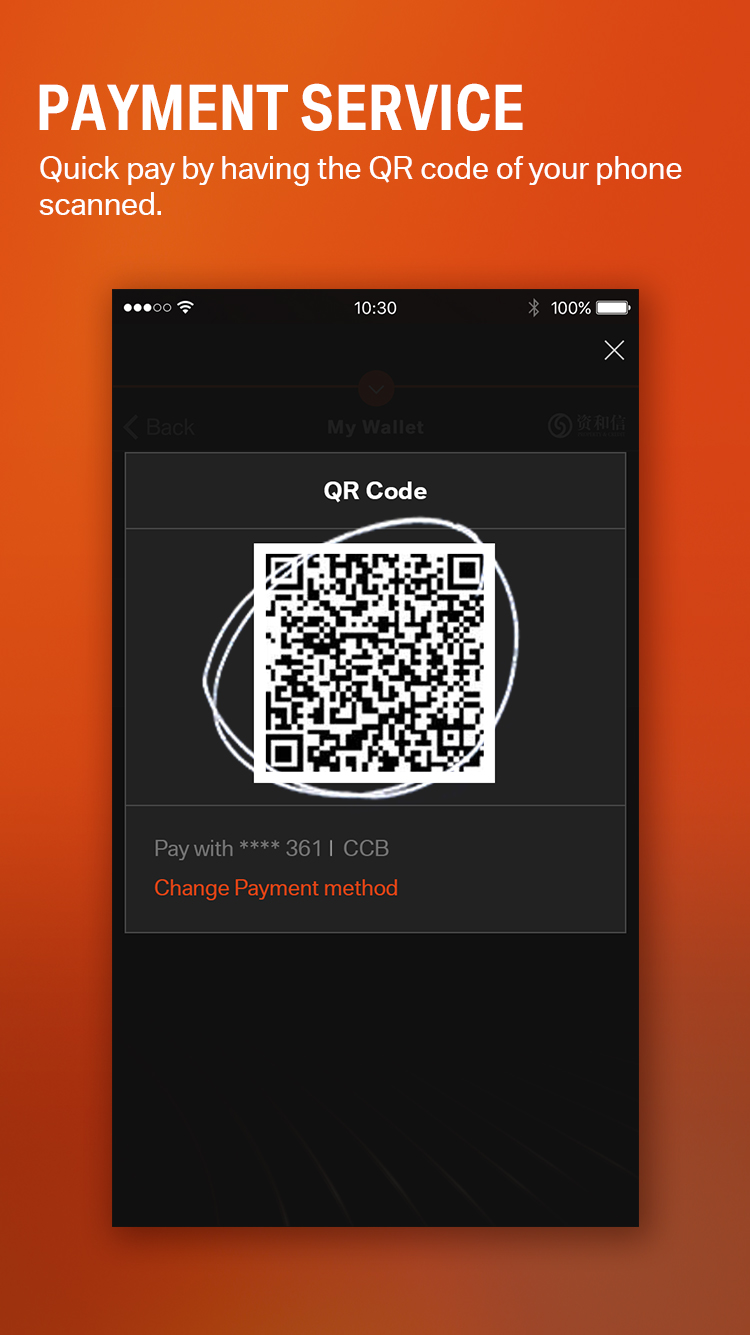 PAYMENT SERVICE
Quick pay by having the QR code of your phone
scanned.
10:30
100%
Back
My Wallet
资和信
QR Code
Pay with **** 361 | CCB
Change Payment method